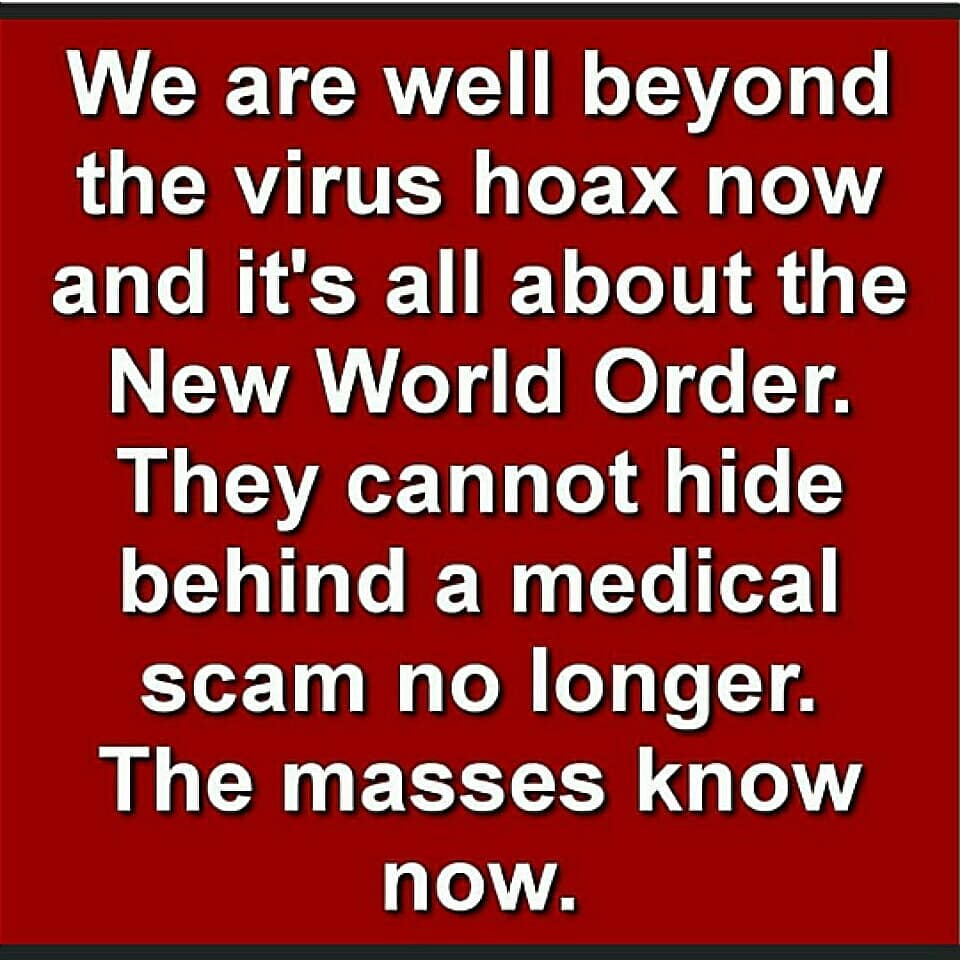 We are well beyond
the virus hoax now
and it's all about the
New World Order.
They cannot hide
behind a medical
scam no longer.
The masses know
now.